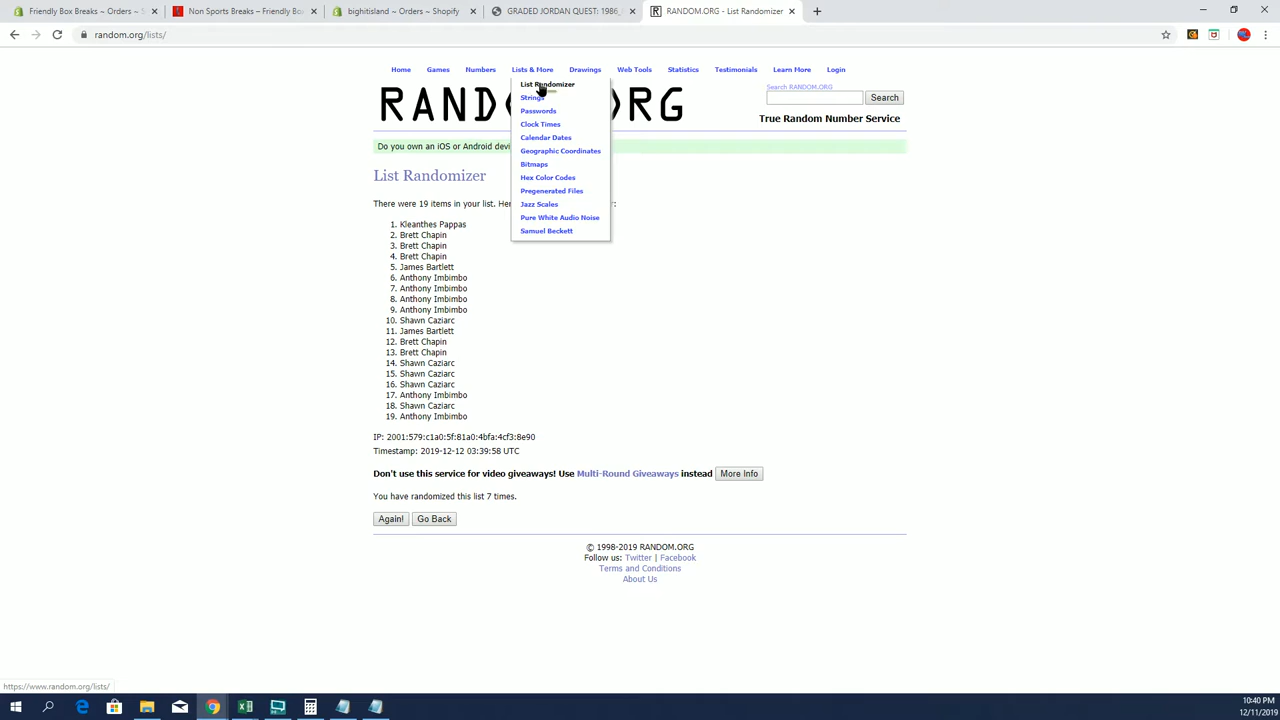 Friendly Box Breaks ~ Orders ~ S
Non Sports Breaks – Friendly Bo
bighitisland ~ Orders ~ Shopify
GRADED JORDAN QUEST: 1986_
RANDOM.ORG - List Randomizer
random.org/lists/
Home Games Numbers Lists & More Drawings Web Tools Statistics Testimonials Learn More Login
List Randomizer
Strings
Passwords
Clock Times
Calendar Dates
Geographic Coordinates
Bitmaps
Hex Color Codes
Pregenerated Files
Jazz Scales
Pure White Audio Noise
Samuel Beckett
RAND ORG
Search RANDOM.ORG
Search
True Random Number Service
Do you own an iOS or Android devi
List Randomizer
There were 19 items in your list. He r:
1. Kleanthes Pappas
2. Brett Chapin
3. Brett Chapin
4. Brett Chapin
5. James Bartlett
6. Anthony Imbimbo
7. Anthony Imbimbo
8. Anthony Imbimbo
9. Anthony Imbimbo
10. Shawn Caziarc
11. James Bartlett
12. Brett Chapin
13. Brett Chapin
14. Shawn Caziarc
15. Shawn Caziarc
16. Shawn Caziarc
17. Anthony Imbimbo
18. Shawn Caziarc
19. Anthony Imbimbo
IP: 2001:579:c1a0:5f:81a0:4bfa:4cf3:8e90
Timestamp: 2019-12-12 03:39:58 UTC
Don't use this service for video giveaways! Use Multi-Round Giveaways instead More Info
You have randomized this list 7 times.
Again! Go Back
© 1998-2019 RANDOM.ORG
Follow us: Twitter | Facebook
Terms and Conditions
About Us
https://www.random.org/lists/
10:40 PM
12/11/2019